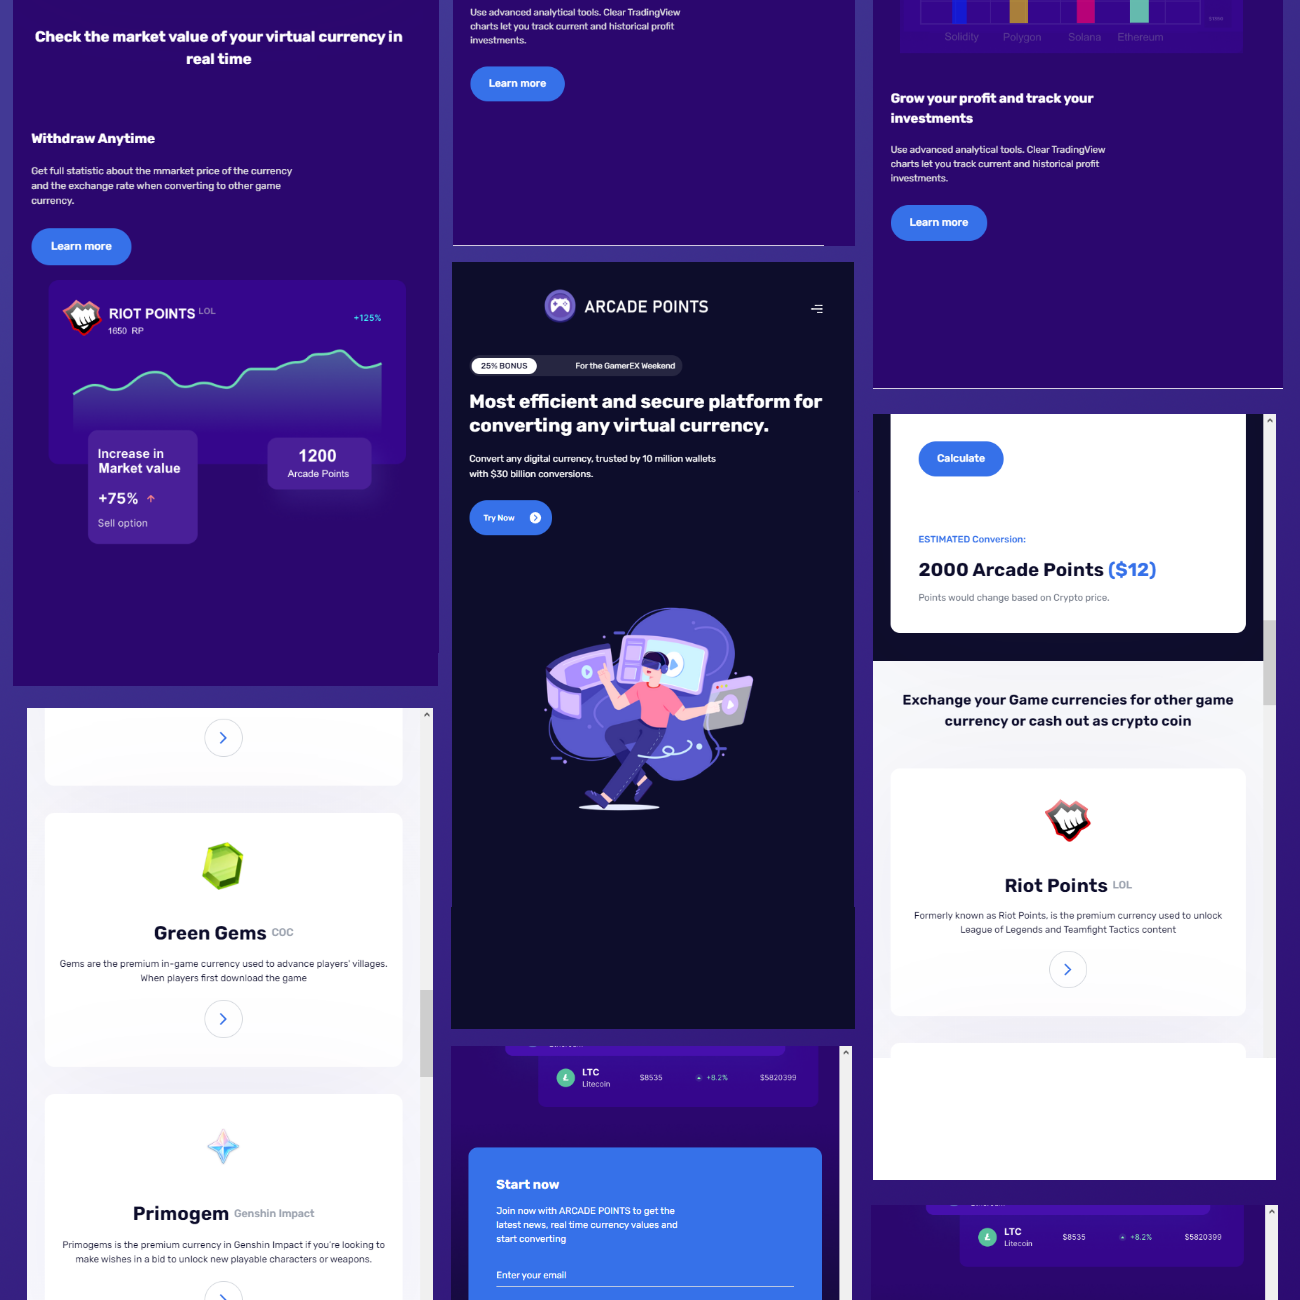 Check the market value of your virtual currency in
real time
Withdraw Anytime
Get full statistic about the mmarket price of the currency
and the exchange rate when converting to other game
currency.
Learn more
RIOT POINTS LOL
1650 RP
+125%
Increase in
Market value
+75%
Sell option
1200
Arcade Points
Green Gems COC
Gems are the premium in-game currency used to advance players' villages.
When players first download the game
Primogem Genshin Impact
Primogems is the premium currency in Genshin Impact if you're looking to
make wishes in a bid to unlock new playable characters or weapons.
Use advanced analytical tools. Clear TradingView
charts let you track current and historical profit
investments.
Learn more
ARCADE POINTS
25% BONUS
For the GamerEX Weekend
Most efficient and secure platform for
converting any virtual currency.
Convert any digital currency, trusted by 10 million wallets
with $30 billion conversions.
Try Now
LTC
Litecoin
$8535
+8.2%
$5820399
Start now
Join now with ARCADE POINTS to get the
latest news, real time currency values and
start converting
Enter your email
Solidity Polygon Solana Ethereum
Grow your profit and track your
investments
Use advanced analytical tools. Clear TradingView
charts let you track current and historical profit
investments.
Learn more
Calculate
ESTIMATED Conversion:
2000 Arcade Points ($12)
Points would change based on Crypto price.
Exchange your Game currencies for other game
currency or cash out as crypto coin
Riot Points LOL
Formerly known as Riot Points, is the premium currency used to unlock
League of Legends and Teamfight Tactics content
LTC
Litecoin
$8535
+8.2%
$5820399